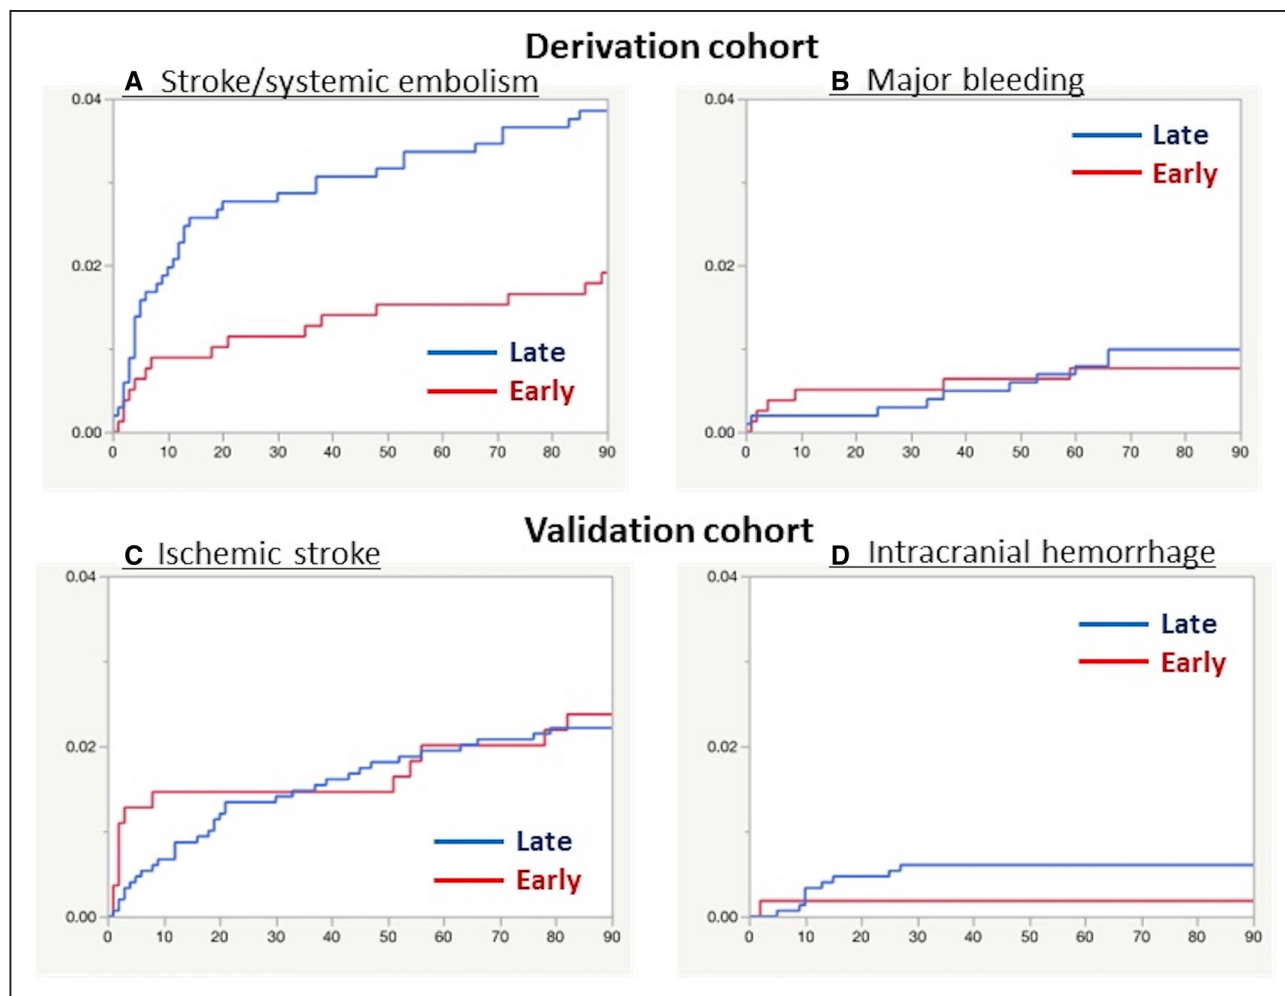 Derivation cohort
A Stroke/systemic embolism
0.04
0.02
0.00
0 10 20 30 40 50 60 70 80 90
Late
Early
B Major bleeding
0.04
0.02
0.00
0 10 20 30 40 50 60 70 80 90
Late
Early
Validation cohort
C Ischemic stroke
0.04
0.02
0.00
0 10 20 30 40 50 60 70 80 90
Late
Early
D Intracranial hemorrhage
0.04
0.02
0.00
0 10 20 30 40 50 60 70 80 90
Late
Early